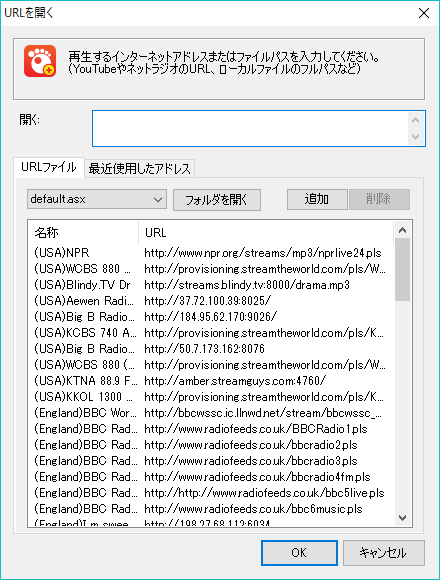 URLを開く
再生するインターネットアドレスまたはファイルパスを入力してください。
(YouTubeやネットラジオのURL、ローカルファイルのフルパスなど)
開く:
URLファイル 最近使用したアドレス
default.asx フォルダを開く 追加 削除
名称 URL
(USA)NPR http://www.npr.org/streams/mp3/nprlive24.pls
(USA)WCBS 880 ... http://provisioning.streamtheworld.com/pls/W...
(USA)Blindy.TV Dr http://streams.blindy.tv:8000/drama.mp3
(USA)Aewen Radi... http://37.72.100.39:8025/
(USA)Big B Radio... http://184.95.62.170:9026/
(USA)KCBS 740 A... http://provisioning.streamtheworld.com/pls/K...
(USA)Big B Radio... http://50.7.173.162:8076
(USA)WCBS 880 (... http://provisioning.streamtheworld.com/pls/W...
(USA)KTNA 88.9 F... http://amber.streamguys.com:4760/
(USA)KKOL 1300 ... http://provisioning.streamtheworld.com/pls/K...
(England)BBC Wor... http://bbcwssc.ic.llnwd.net/stream/bbcwssc_...
(England)BBC Rad... http://www.radiofeeds.co.uk/BBCRadio1.pls
(England)BBC Rad... http://www.radiofeeds.co.uk/bbcradio2.pls
(England)BBC Rad... http://www.radiofeeds.co.uk/bbcradio3.pls
(England)BBC Rad... http://www.radiofeeds.co.uk/bbcradio4fm.pls
(England)BBC Rad... http://http://www.radiofeeds.co.uk/bbc5live.pls
(England)BBC Rad... http://www.radiofeeds.co.uk/bbc6music.pls
(England)I m swee... http://198.27.68.112:6034
OK キャンセル